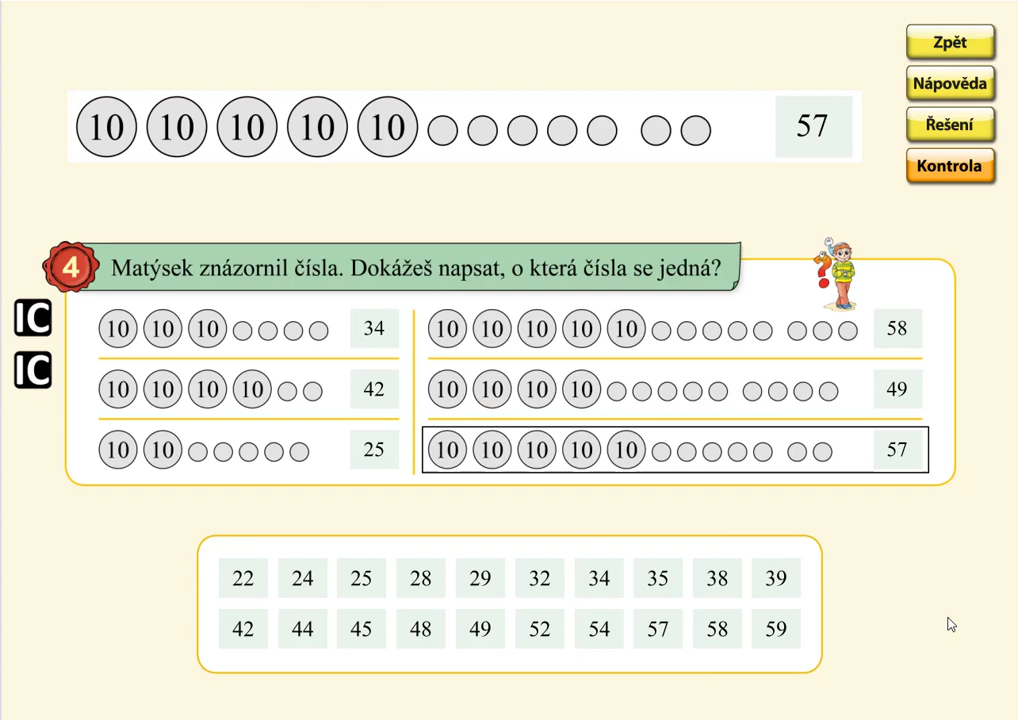 Zpět
Nápověda
Řešení
Kontrola
10 10 10 10 10 57
4 Matýsek znázornil čísla. Dokážeš napsat, o která čísla se jedná?
IC
IC
10 10 10 34
10 10 10 10 10 58
10 10 10 10 42
10 10 10 10 49
10 10 25
10 10 10 10 10 57
22 24 25 28 29 32 34 35 38 39
42 44 45 48 49 52 54 57 58 59